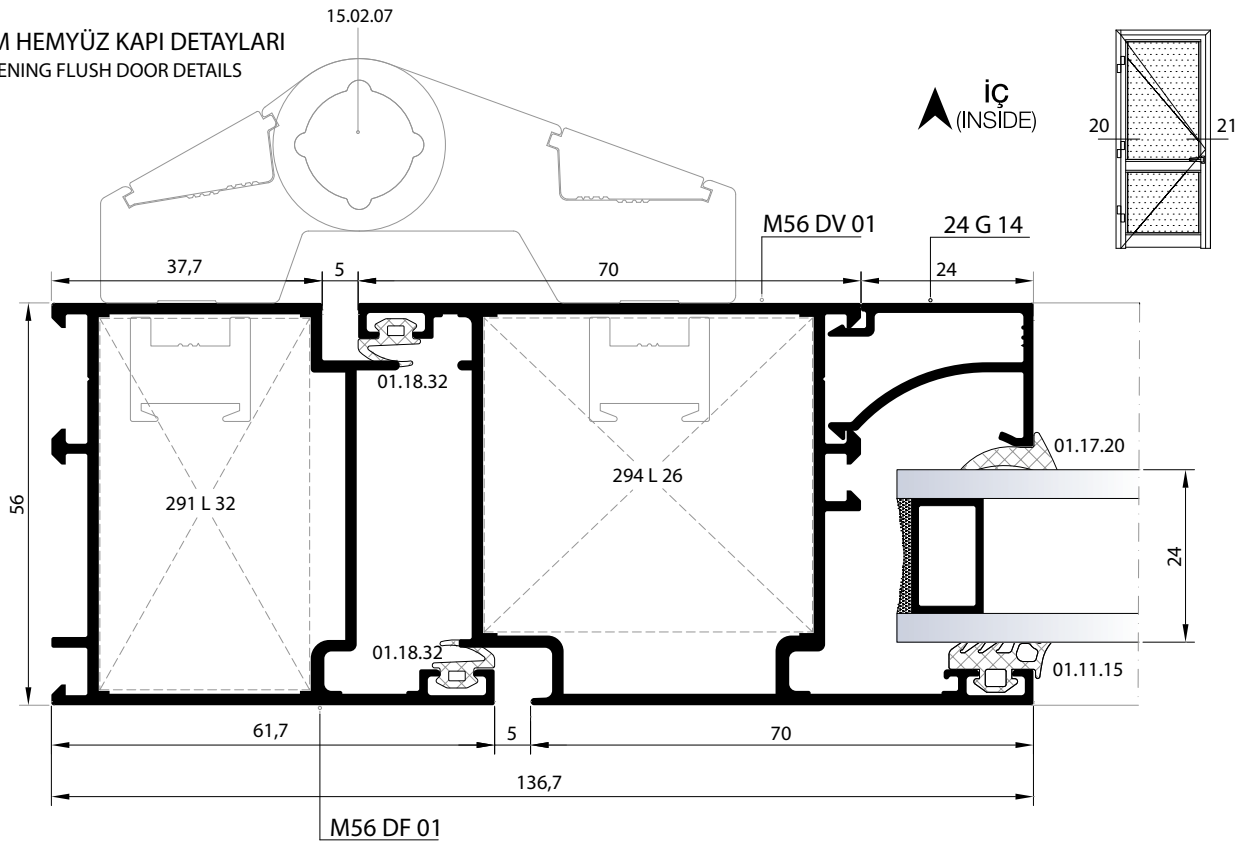 15.02.07
HEMYÜZ KAPI DETAYLARI
FLUSH DOOR DETAILS
İÇ
(INSIDE)
20
21
M56 DV 01
24 G 14
37,7
5
70
24
01.18.32
01.17.20
56
291 L 32
294 L 26
24
01.18.32
01.11.15
61,7
5
70
136,7
M56 DF 01